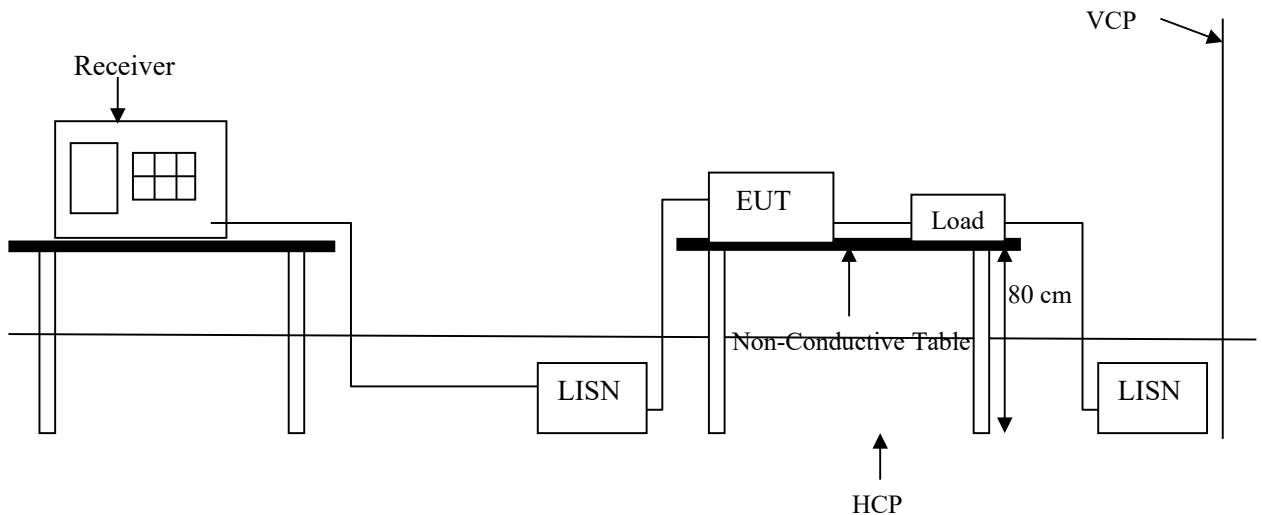 VCP
Receiver
EUT
Load
80 cm
Non-Conductive Table
LISN
LISN
HCP